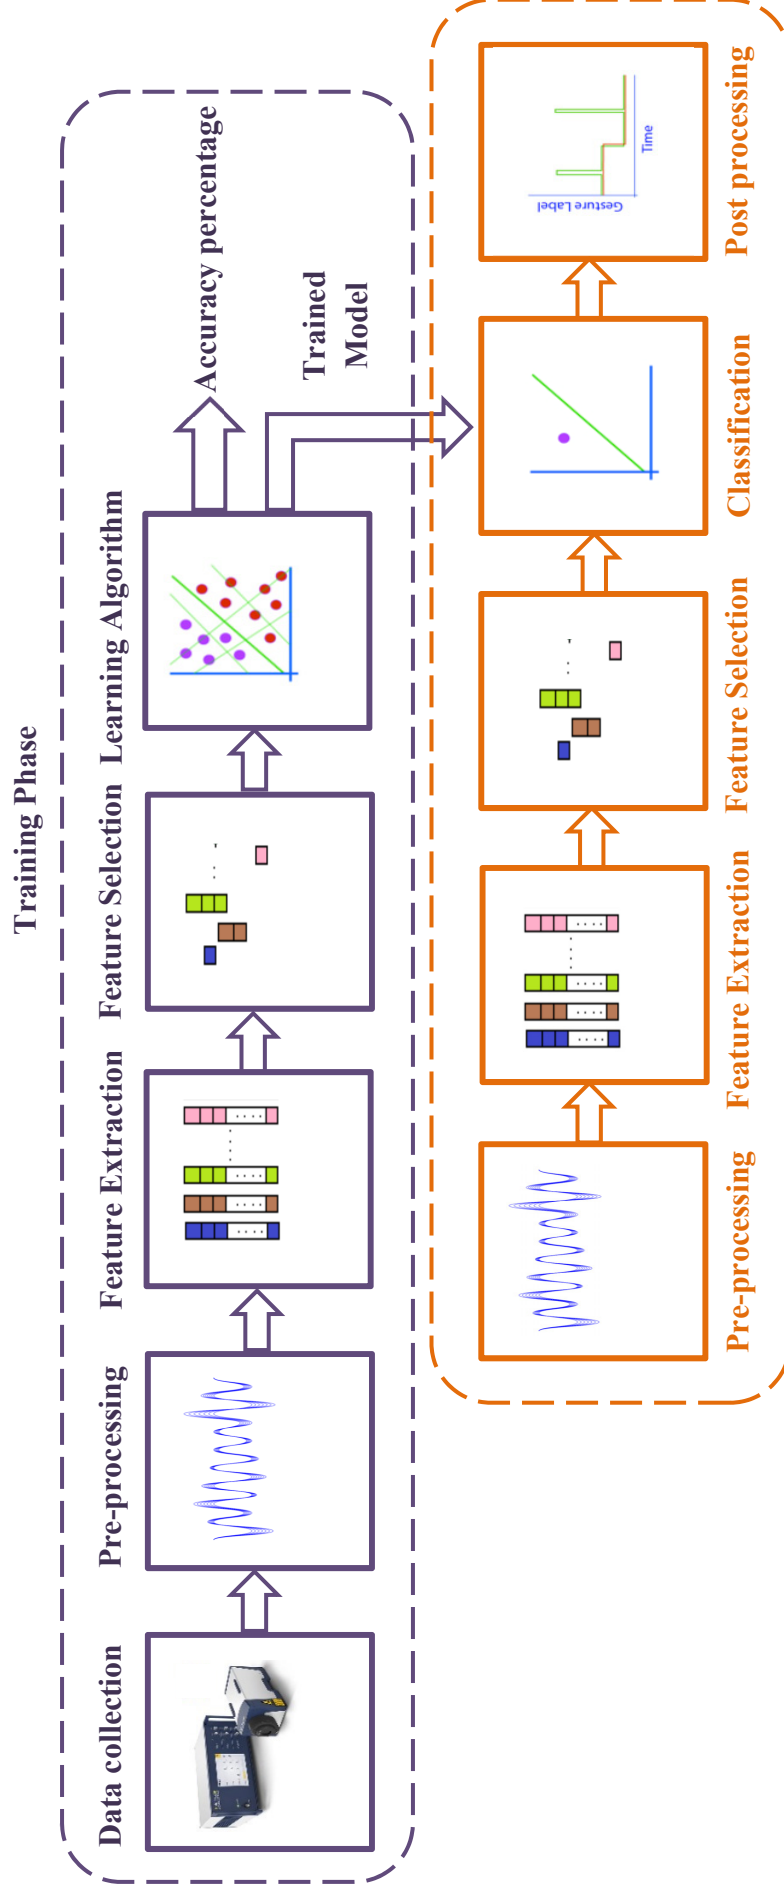 Training Phase
Data collection
Pre-processing
Feature Extraction
Feature Selection
Learning Algorithm
Accuracy percentage
Trained
Model
Pre-processing
Feature Extraction
Feature Selection
Classification
Post processing
Gesture Label
Time